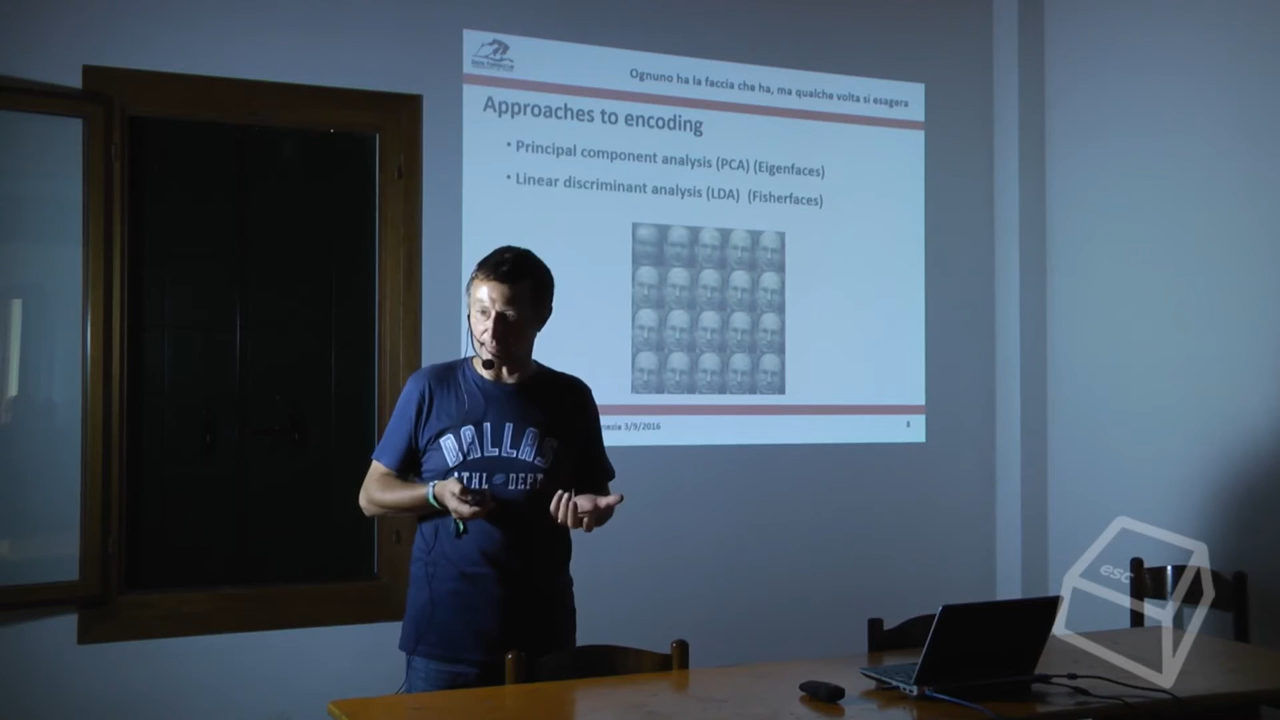 Ognuno ha la faccia che ha, ma qualche volta si esagera
Approaches to encoding
• Principal component analysis (PCA) (Eigenfaces)
• Linear discriminant analysis (LDA) (Fisherfaces)
3/9/2016
8
DALLAS
ATHL DEPT
esc